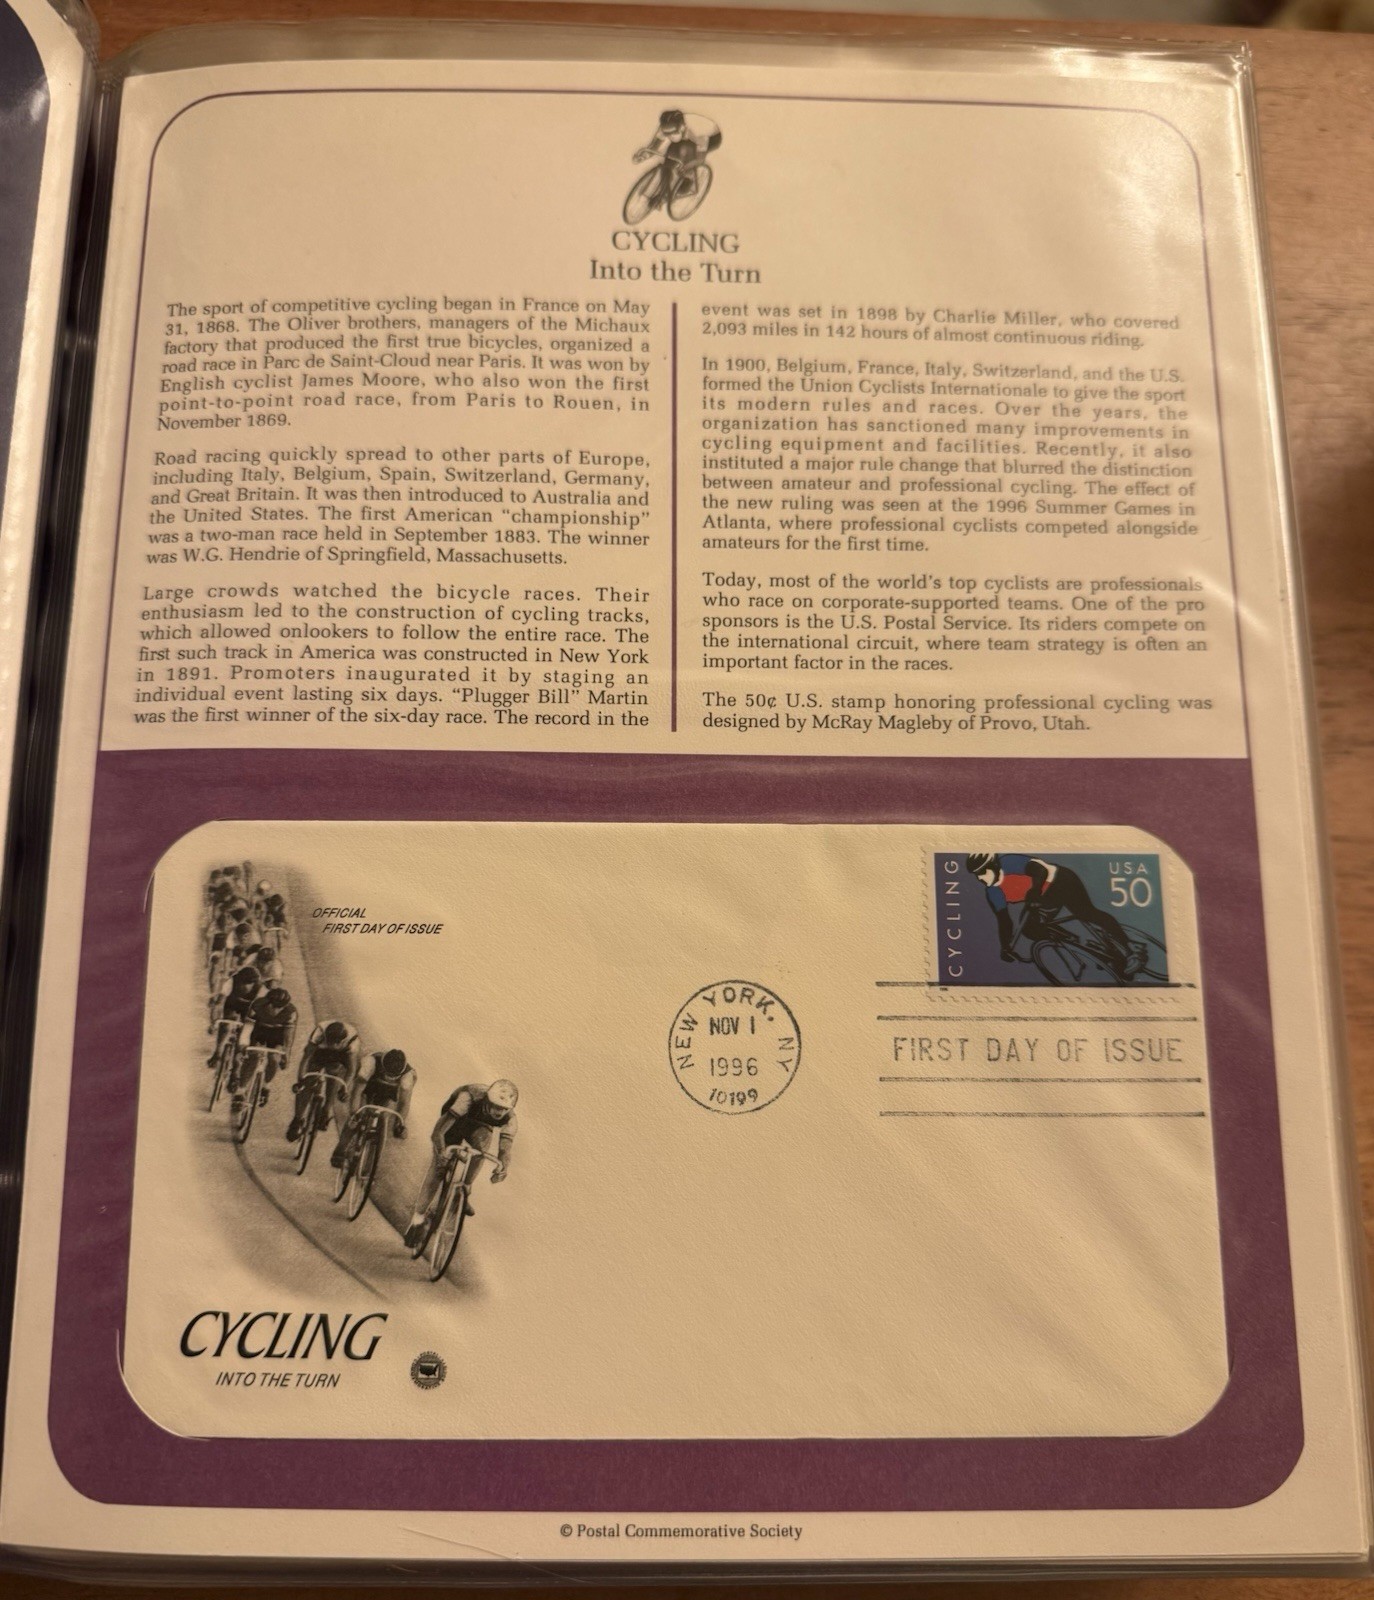 CYCLING
Into the Turn
The sport of competitive cycling began in France on May
31, 1868. The Oliver brothers, managers of the Michaux
factory that produced the first true bicycles, organized a
road race in Parc de Saint-Cloud near Paris. It was won by
English cyclist James Moore, who also won the first
point-to-point road race, from Paris to Rouen, in
November 1869.
Road racing quickly spread to other parts of Europe,
including Italy, Belgium, Spain, Switzerland, Germany,
and Great Britain. It was then introduced to Australia and
the United States. The first American “championship”
was a two-man race held in September 1883. The winner
was W.G. Hendrie of Springfield, Massachusetts.
Large crowds watched the bicycle races. Their
enthusiasm led to the construction of cycling tracks,
which allowed onlookers to follow the entire race. The
first such track in America was constructed in New York
in 1891. Promoters inaugurated it by staging an
individual event lasting six days. “Plugger Bill” Martin
was the first winner of the six-day race. The record in the
event was set in 1898 by Charlie Miller, who covered
2,093 miles in 142 hours of almost continuous riding.
In 1900, Belgium, France, Italy, Switzerland, and the U.S.
formed the Union Cyclists Internationale to give the sport
its modern rules and races. Over the years, the
organization has sanctioned many improvements in
cycling equipment and facilities. Recently, it also
instituted a major rule change that blurred the distinction
between amateur and professional cycling. The effect of
the new ruling was seen at the 1996 Summer Games in
Atlanta, where professional cyclists competed alongside
amateurs for the first time.
Today, most of the world's top cyclists are professionals
who race on corporate-supported teams. One of the pro
sponsors is the U.S. Postal Service. Its riders compete on
the international circuit, where team strategy is often an
important factor in the races.
The 50¢ U.S. stamp honoring professional cycling was
designed by McRay Magleby of Provo, Utah.
OFFICIAL
FIRST DAY OF ISSUE
CYCLING
USA
50
NEW YORK, NY
NOV 1
1996
10199
FIRST DAY OF ISSUE
CYCLING
INTO THE TURN
© Postal Commemorative Society